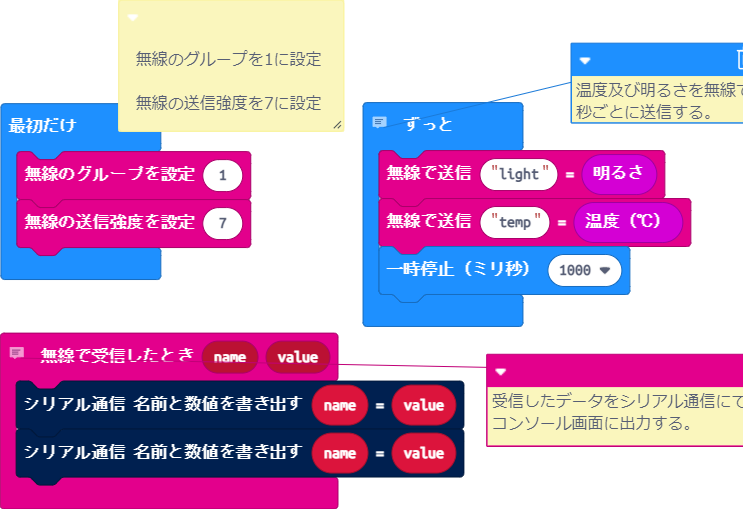 無線のグループを1に設定
無線の送信強度を7に設定
最初だけ
無線のグループを設定 1
無線の送信強度を設定 7
ずっと
無線で送信 "light" = 明るさ
無線で送信 "temp" = 温度（℃）
一時停止（ミリ秒） 1000
温度及び明るさを無線で
秒ごとに送信する。
無線で受信したとき name value
シリアル通信 名前と数値を書き出す name = value
シリアル通信 名前と数値を書き出す name = value
受信したデータをシリアル通信にて
コンソール画面に出力する。